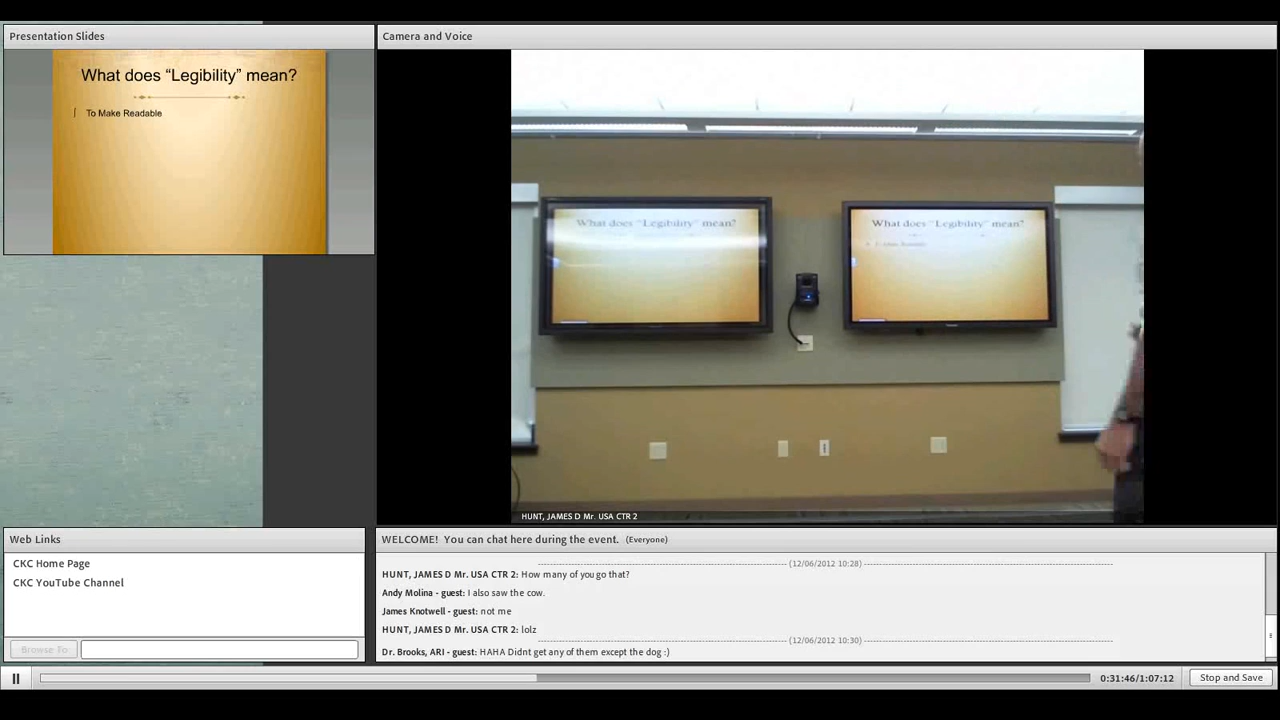 Presentation Slides
What does “Legibility” mean?
To Make Readable
Camera and Voice
What does “Legibility” mean?
What does “Legibility” mean?
HUNT, JAMES D Mr. USA CTR 2
Web Links
CKC Home Page
CKC YouTube Channel
Browse To
WELCOME! You can chat here during the event. (Everyone)
(12/06/2012 10:28)
HUNT, JAMES D Mr. USA CTR 2: How many of you go that?
Andy Molina - guest: I also saw the cow.
James Knotwell - guest: not me
HUNT, JAMES D Mr. USA CTR 2: lolz
(12/06/2012 10:30)
Dr. Brooks, ARI - guest: HAHA Didnt get any of them except the dog :)
0:31:46/1:07:12
Stop and Save